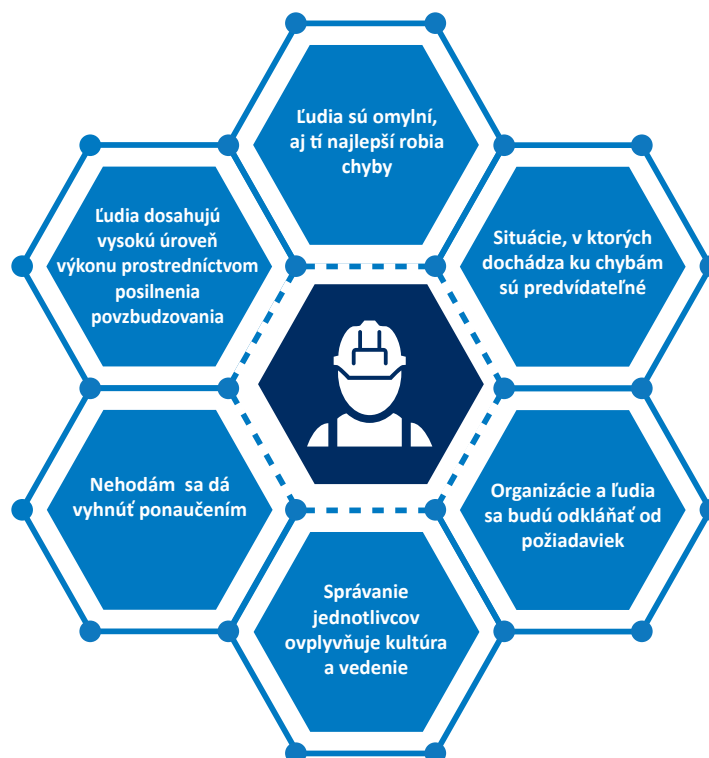 Ľudia sú omylní,
aj tí najlepší robia
chyby
Situácie, v ktorých
dochádza ku chybám
sú predvídateľné
Organizácie a ľudia
sa budú odkláňať od
požiadaviek
Správanie
jednotlivcov
ovplyvňuje kultúra
a vedenie
Nehodám sa dá
vyhnúť ponaučením
Ľudia dosahujú
vysokú úroveň
výkonu prostredníctvom
posilnenia
povzbudzovania